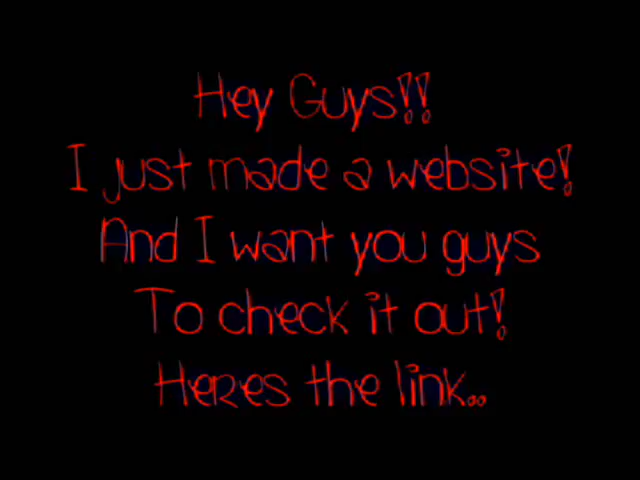 Hey Guys!!
I just made a website!
And I want you guys
To check it out!
Heres the link..